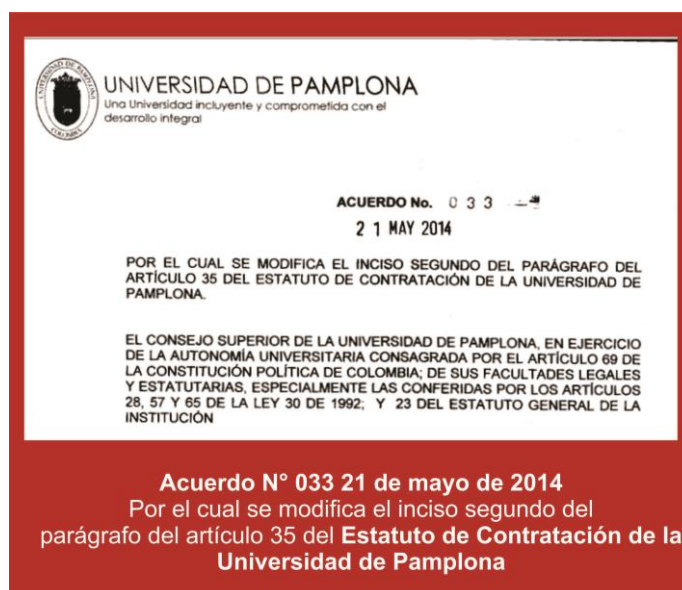 UNIVERSIDAD DE PAMPLONA
COLOMBIA
UNIVERSIDAD DE PAMPLONA
Una Universidad incluyente y comprometida con el
desarrollo integral
ACUERDO No. 033
21 MAY 2014
POR EL CUAL SE MODIFICA EL INCISO SEGUNDO DEL PARÁGRAFO DEL
ARTÍCULO 35 DEL ESTATUTO DE CONTRATACIÓN DE LA UNIVERSIDAD DE
PAMPLONA.
EL CONSEJO SUPERIOR DE LA UNIVERSIDAD DE PAMPLONA, EN EJERCICIO
DE LA AUTONOMÍA UNIVERSITARIA CONSAGRADA POR EL ARTÍCULO 69 DE
LA CONSTITUCIÓN POLÍTICA DE COLOMBIA; DE SUS FACULTADES LEGALES
Y ESTATUTARIAS, ESPECIALMENTE LAS CONFERIDAS POR LOS ARTÍCULOS
28, 57 Y 65 DE LA LEY 30 DE 1992; Y 23 DEL ESTATUTO GENERAL DE LA
INSTITUCIÓN
Acuerdo N° 033 21 de mayo de 2014
Por el cual se modifica el inciso segundo del
parágrafo del artículo 35 del Estatuto de Contratación de la
Universidad de Pamplona